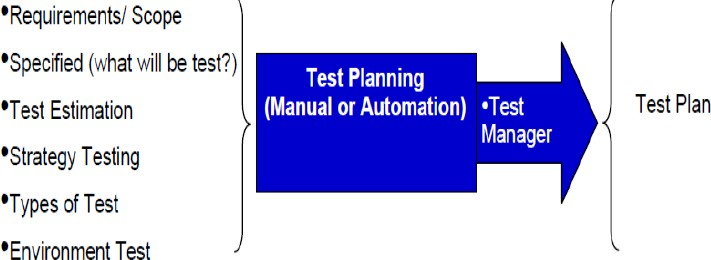 •Requirements/ Scope
•Specified (what will be test?)
•Test Estimation
•Strategy Testing
•Types of Test
•Environment Test
Test Planning
(Manual or Automation)
•Test
Manager
Test Plan